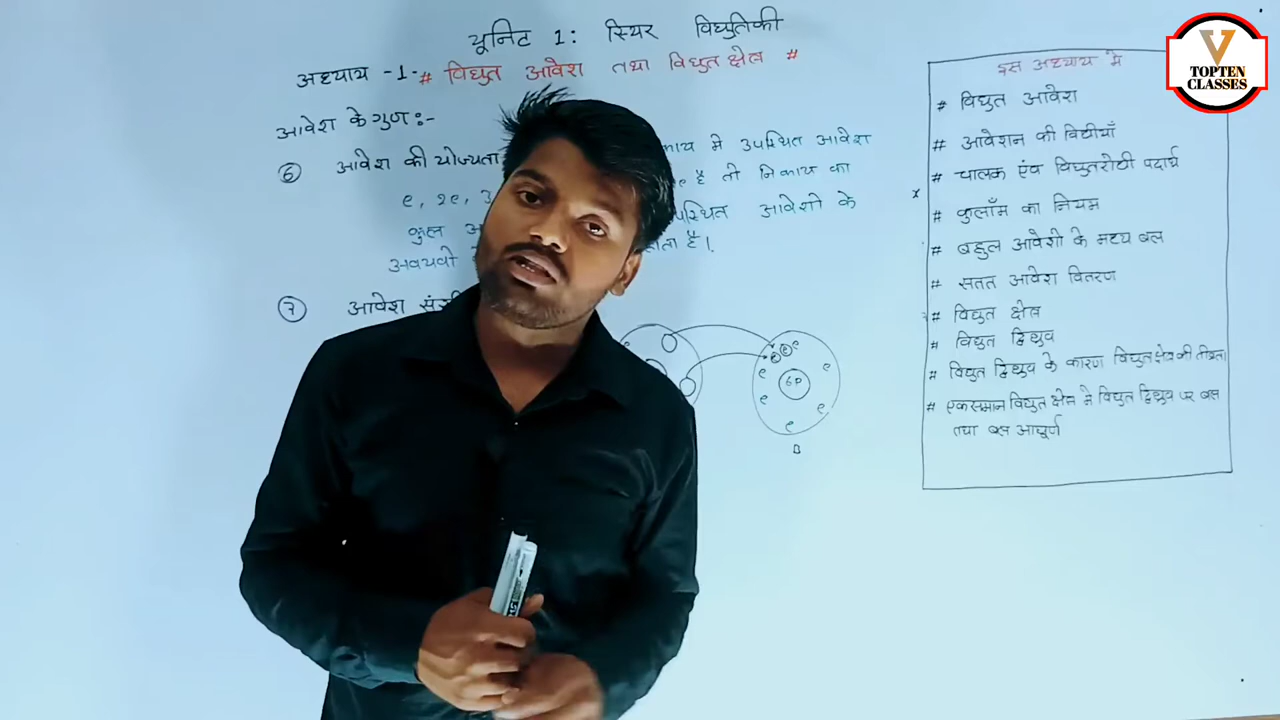 यूनिट 1: स्थिर विद्युतिकी
अध्याय -1- # विद्युत आवेश तथा विद्युत क्षेत्र #
आवेश के गुण:-
⑥ आवेश की योज्यता
में उपस्थित आवेश
e, 2e, 3
e है तो निकाय का
कुल
उपस्थित आवेशो के
अवयवो
होता है।
⑦ आवेश
e
e
e
e
e
e
e
6P
B
इस अध्याय मे
# विद्युत आवेश
# आवेशन की विधीयाँ
# चालक एंव विद्युतरोधी पदार्थ
x
# कुलाँम का नियम
# बहुल आवेशो के मध्य बल
# सतत आवेश वितरण
# विद्युत क्षेत्र
# विद्युत द्विध्रुव
# विद्युत द्विध्रुव के कारण विद्युतक्षेत्र की तीव्रता
# एकसमान विद्युत क्षेत्र मे विद्युत द्विध्रुव पर बल
तथा बल आघूर्ण
V
TOPTEN
CLASSES